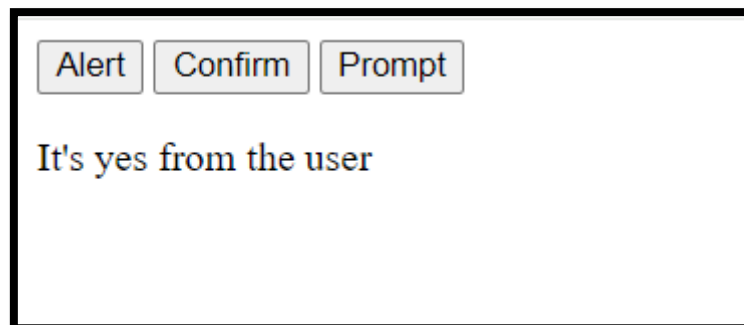 Alert Confirm Prompt
It's yes from the user